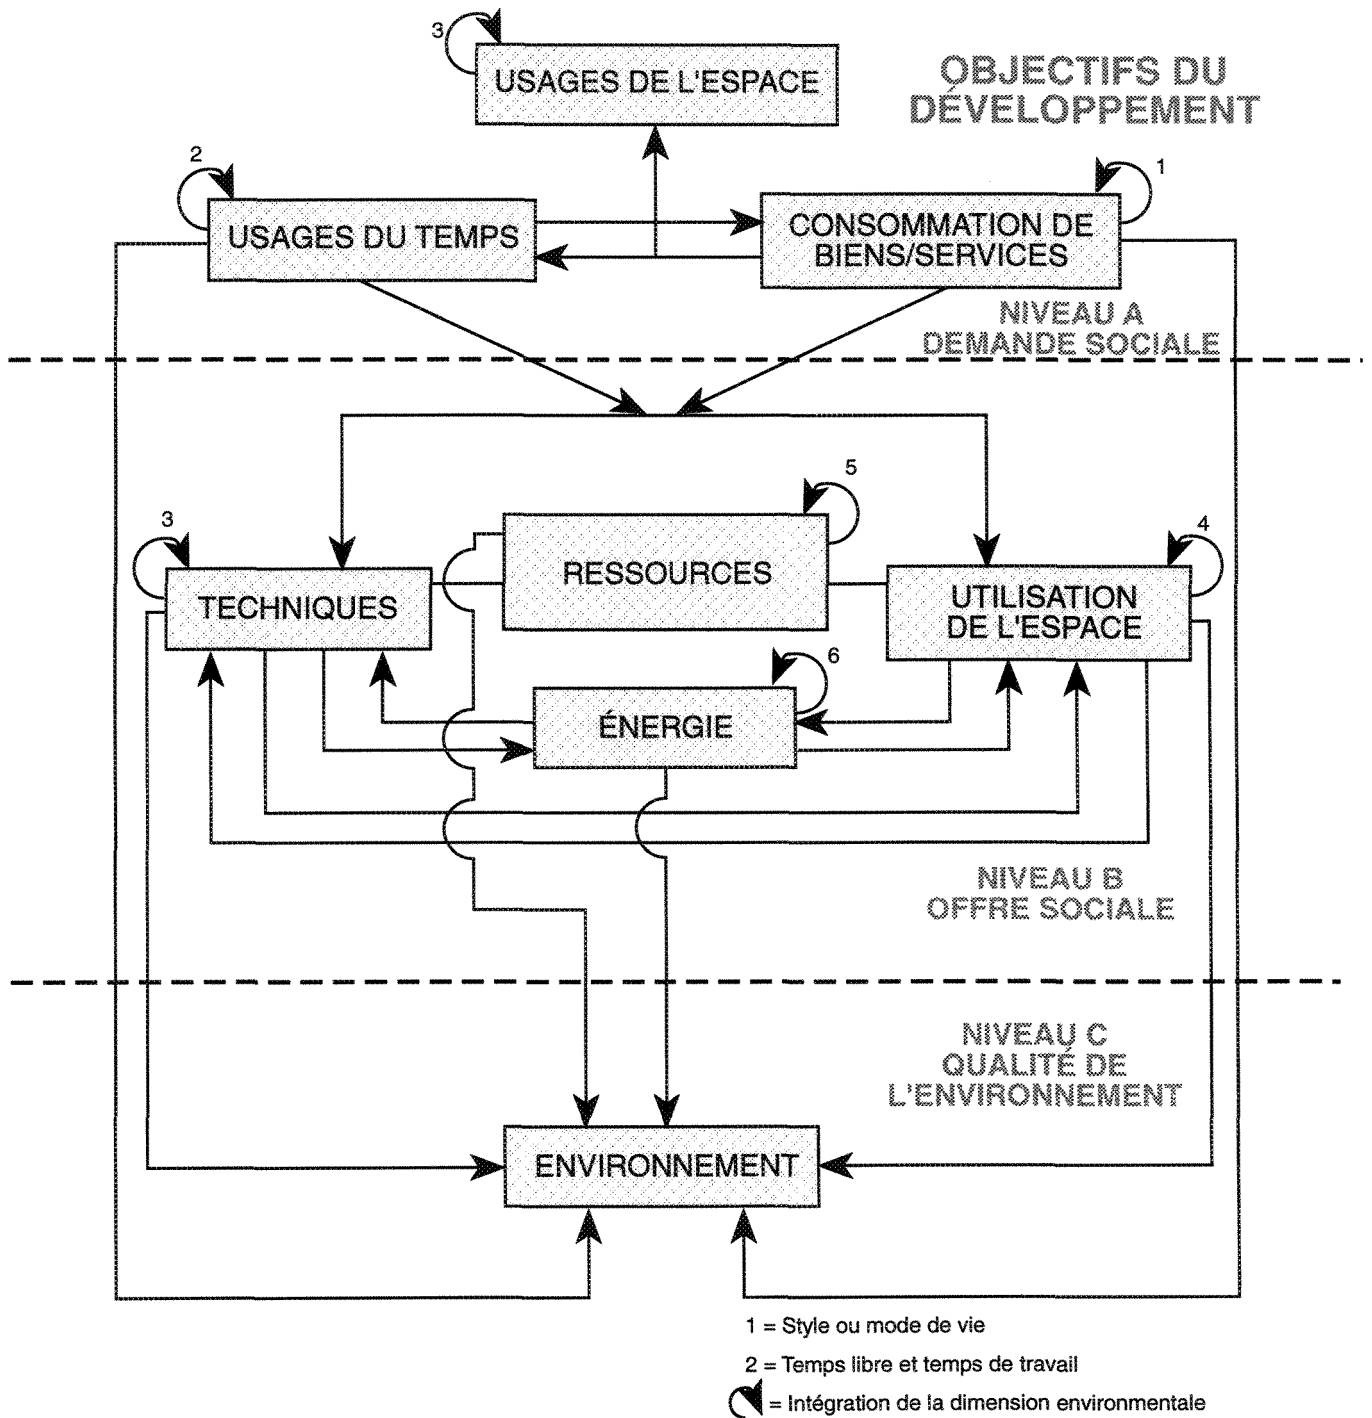 3
USAGES DE L'ESPACE
OBJECTIFS DU
DÉVELOPPEMENT
2
USAGES DU TEMPS
1
CONSOMMATION DE
BIENS/SERVICES
NIVEAU A
DEMANDE SOCIALE
5
RESSOURCES
3
TECHNIQUES
4
UTILISATION
DE L'ESPACE
6
ÉNERGIE
NIVEAU B
OFFRE SOCIALE
NIVEAU C
QUALITÉ DE
L'ENVIRONNEMENT
ENVIRONNEMENT
1 = Style ou mode de vie
2 = Temps libre et temps de travail
= Intégration de la dimension environmentale